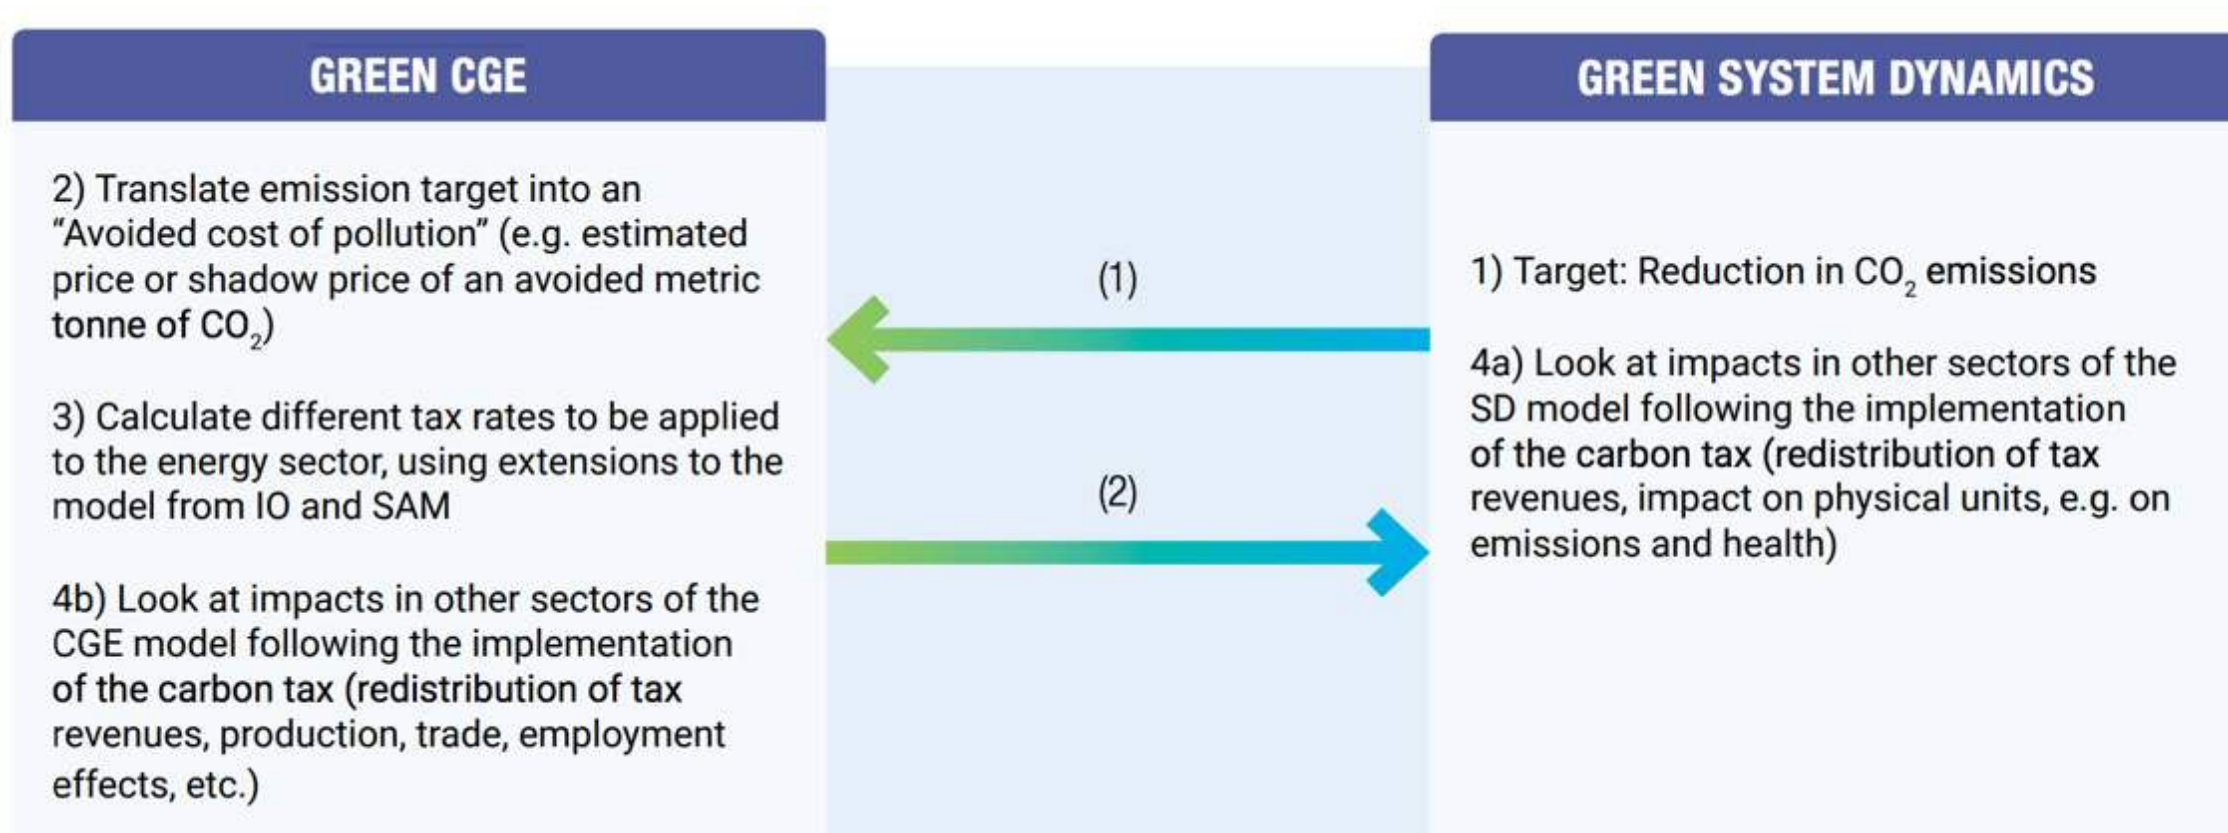 GREEN CGE
2) Translate emission target into an
“Avoided cost of pollution” (e.g. estimated
price or shadow price of an avoided metric
tonne of CO₂)
3) Calculate different tax rates to be applied
to the energy sector, using extensions to the
model from IO and SAM
4b) Look at impacts in other sectors of the
CGE model following the implementation
of the carbon tax (redistribution of tax
revenues, production, trade, employment
effects, etc.)
(1)
(2)
GREEN SYSTEM DYNAMICS
1) Target: Reduction in CO₂ emissions
4a) Look at impacts in other sectors of the
SD model following the implementation
of the carbon tax (redistribution of tax
revenues, impact on physical units, e.g. on
emissions and health)